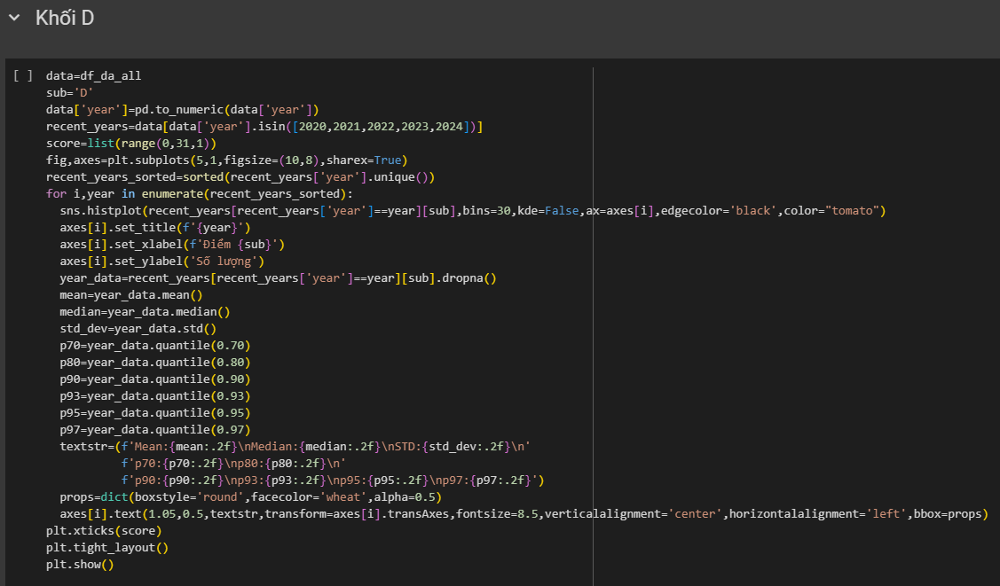 Khối D
[ ] data=df_da_all
sub='D'
data['year']=pd.to_numeric(data['year'])
recent_years=data[data['year'].isin([2020,2021,2022,2023,2024])]
score=list(range(0,31,1))
fig,axes=plt.subplots(5,1,figsize=(10,8),sharex=True)
recent_years_sorted=sorted(recent_years['year'].unique())
for i,year in enumerate(recent_years_sorted):
  sns.histplot(recent_years[recent_years['year']==year][sub],bins=30,kde=False,ax=axes[i],edgecolor='black',color="tomato")
  axes[i].set_title(f'{year}')
  axes[i].set_xlabel(f'Điểm {sub}')
  axes[i].set_ylabel('Số lượng')
  year_data=recent_years[recent_years['year']==year][sub].dropna()
  mean=year_data.mean()
  median=year_data.median()
  std_dev=year_data.std()
  p70=year_data.quantile(0.70)
  p80=year_data.quantile(0.80)
  p90=year_data.quantile(0.90)
  p93=year_data.quantile(0.93)
  p95=year_data.quantile(0.95)
  p97=year_data.quantile(0.97)
  textstr=(f'Mean:{mean:.2f}\nMedian:{median:.2f}\nSTD:{std_dev:.2f}\n'
           f'p70:{p70:.2f}\np80:{p80:.2f}\n'
           f'p90:{p90:.2f}\np93:{p93:.2f}\np95:{p95:.2f}\np97:{p97:.2f}')
  props=dict(boxstyle='round',facecolor='wheat',alpha=0.5)
  axes[i].text(1.05,0.5,textstr,transform=axes[i].transAxes,fontsize=8.5,verticalalignment='center',horizontalalignment='left',bbox=props)
plt.xticks(score)
plt.tight_layout()
plt.show()